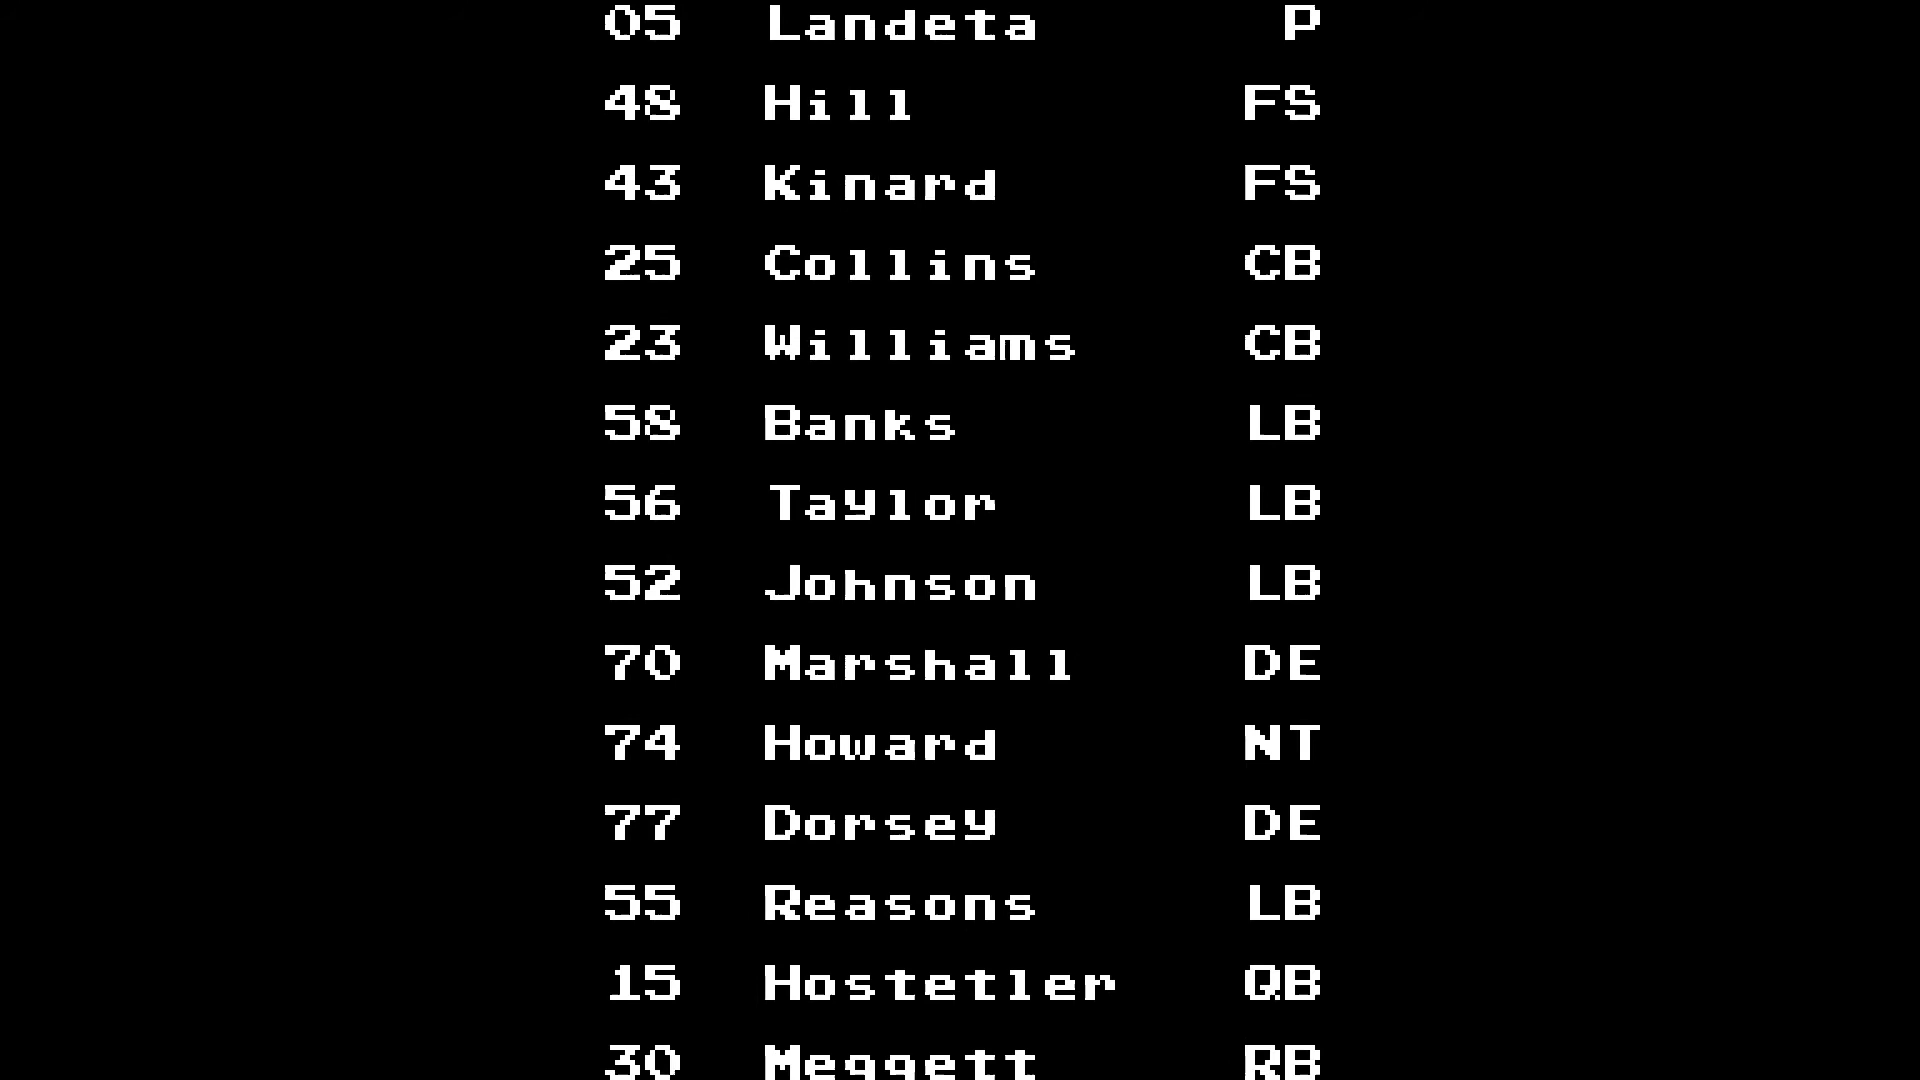 05 Landeta P
48 Hill FS
43 Kinard FS
25 Collins CB
23 Williams CB
58 Banks LB
56 Taylor LB
52 Johnson LB
70 Marshall DE
74 Howard NT
77 Dorsey DE
55 Reasons LB
15 Hostetler QB
30 Meggett RB